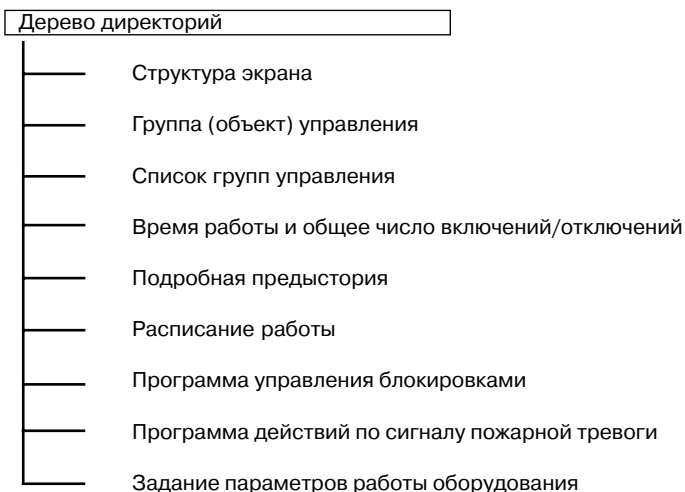 Дерево директорий
Структура экрана
Группа (объект) управления
Список групп управления
Время работы и общее число включений/отключений
Подробная предыстория
Расписание работы
Программа управления блокировками
Программа действий по сигналу пожарной тревоги
Задание параметров работы оборудования